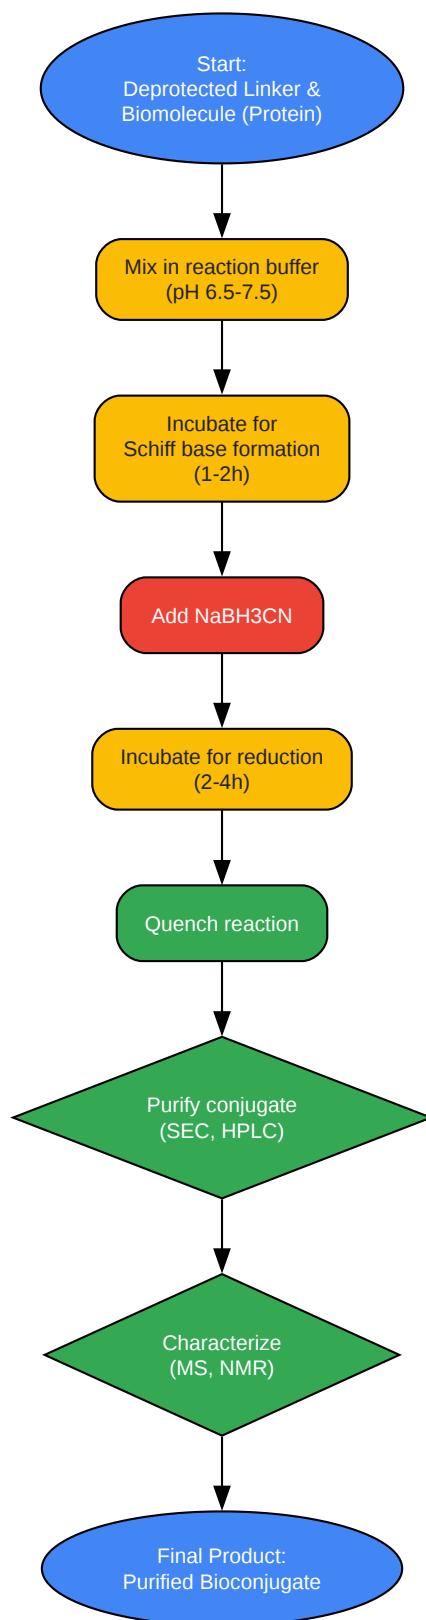 Start:
Deprotected Linker &
Biomolecule (Protein)
Mix in reaction buffer
(pH 6.5-7.5)
Incubate for
Schiff base formation
(1-2h)
Add NaBH3CN
Incubate for reduction
(2-4h)
Quench reaction
Purify conjugate
(SEC, HPLC)
Characterize
(MS, NMR)
Final Product:
Purified Bioconjugate